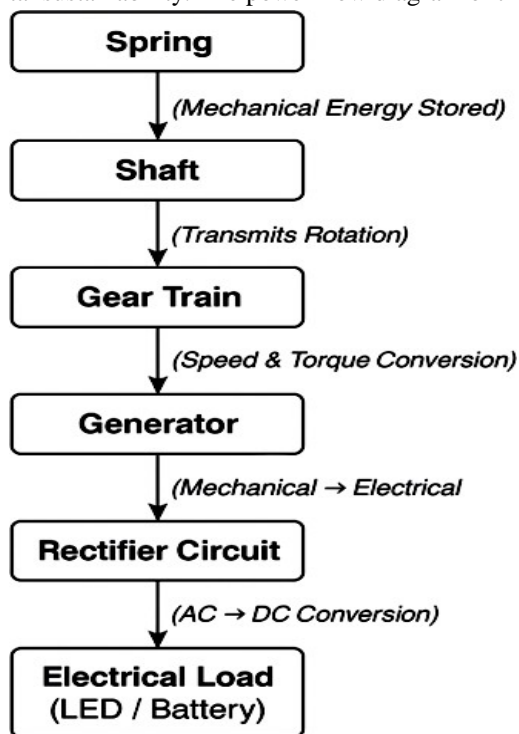 Spring
(Mechanical Energy Stored)
Shaft
(Transmits Rotation)
Gear Train
(Speed & Torque Conversion)
Generator
(Mechanical → Electrical
Rectifier Circuit
(AC → DC Conversion)
Electrical Load
(LED / Battery)